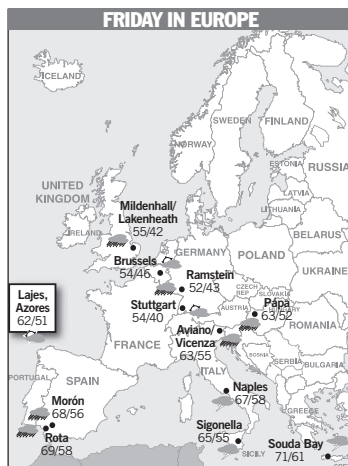 FRIDAY IN EUROPE
ICELAND
SWEDEN
FINLAND
NORWAY
ESTONIA
RUSSIA
LATVIA
LITHUANIA
UNITED
KINGDOM
Mildenhall/
Lakenheath
55/42
IRELAND
BELARUS
Brussels
54/46
GERMANY
POLAND
UKRAINE
Ramstein
52/43
Lajes,
Azores
62/51
Stuttgart
54/40
CZECH
REP
SLOVAKIA
AUSTRIA
HUNGARY
Pápa
63/52
Aviano/
Vicenza
63/55
FRANCE
ROMANIA
BOSNIA
SERBIA
BULGARIA
ITALY
PORTUGAL
SPAIN
Morón
68/56
Rota
69/58
Naples
67/58
Sigonella
65/55
SICILY
GREECE
Souda Bay
71/61